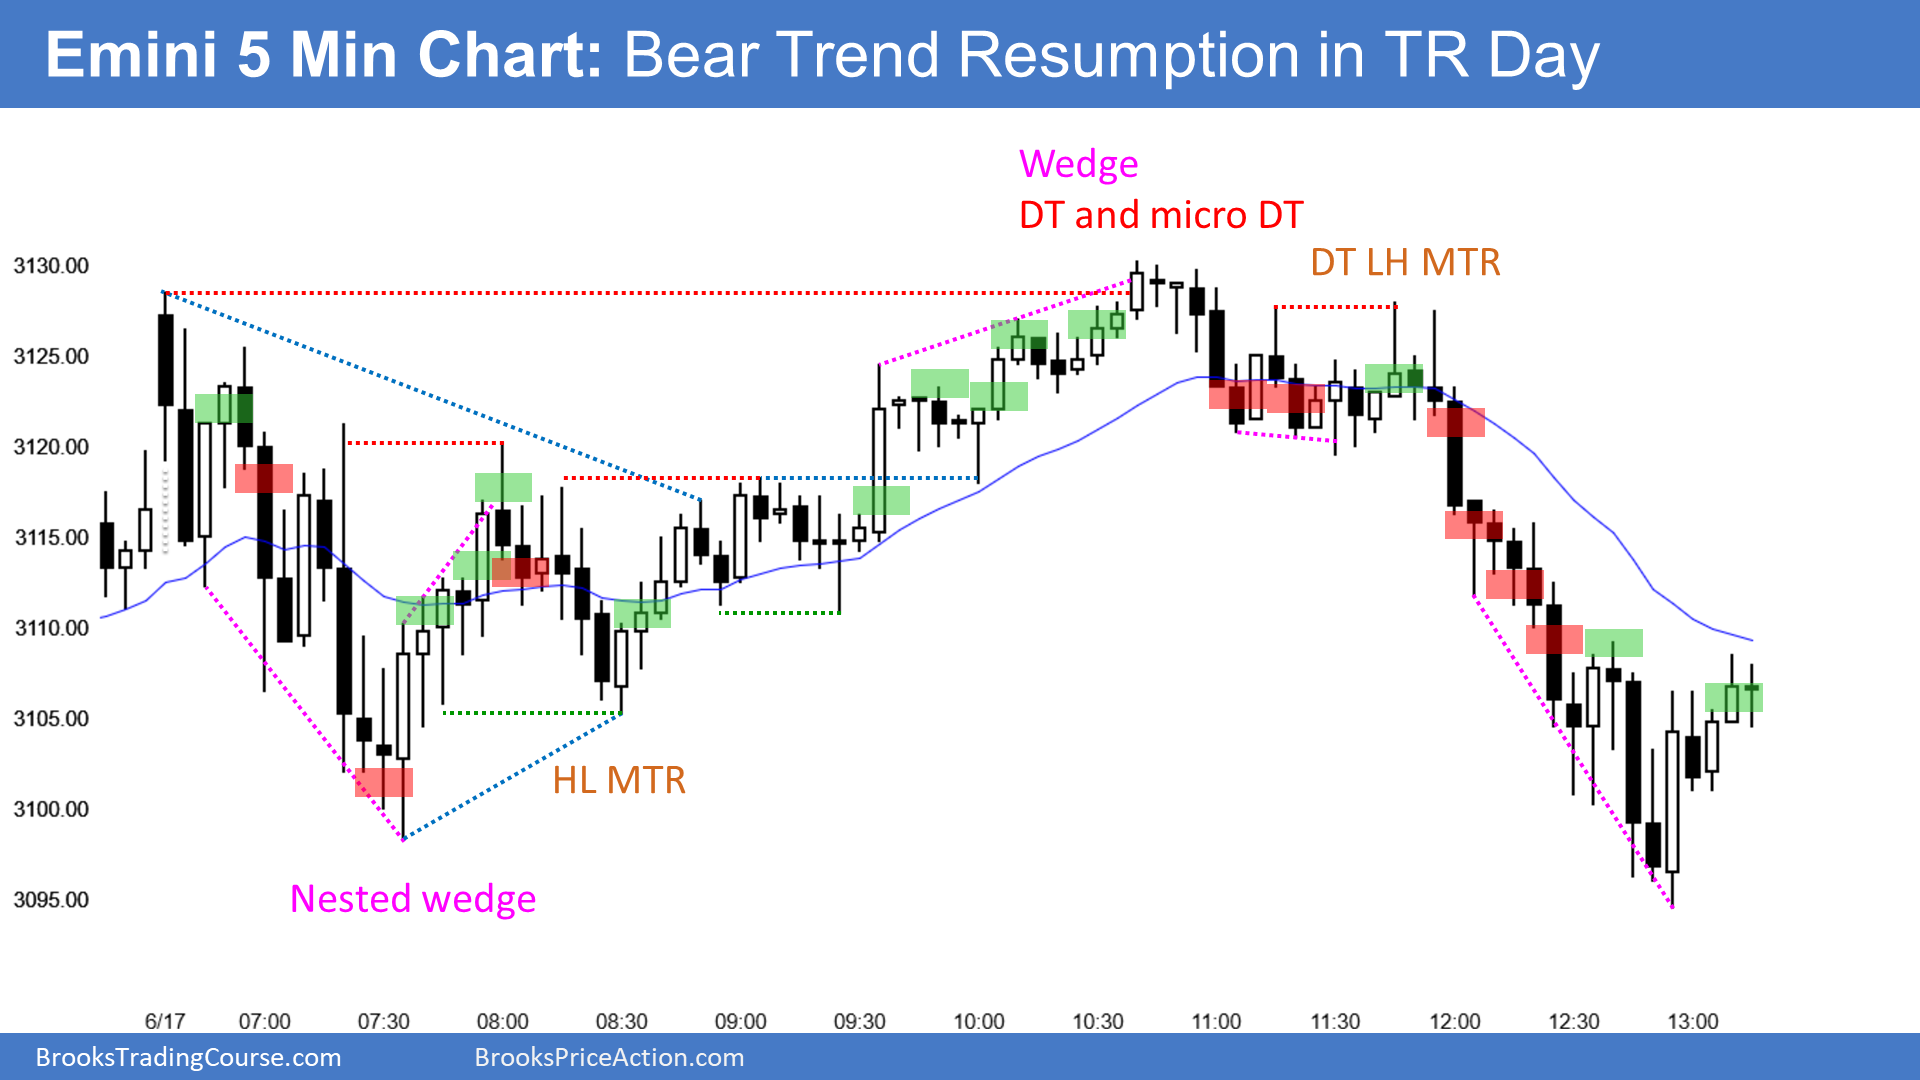 Emini 5 Min Chart: Bear Trend Resumption in TR Day
Wedge
DT and micro DT
DT LH MTR
3130.00
3125.00
3120.00
3115.00
3110.00
3105.00
3100.00
3095.00
HL MTR
Nested wedge
6/17 07:00 07:30 08:00 08:30 09:00 09:30 10:00 10:30 11:00 11:30 12:00 12:30 13:00
BrooksTradingCourse.com BrooksPriceAction.com